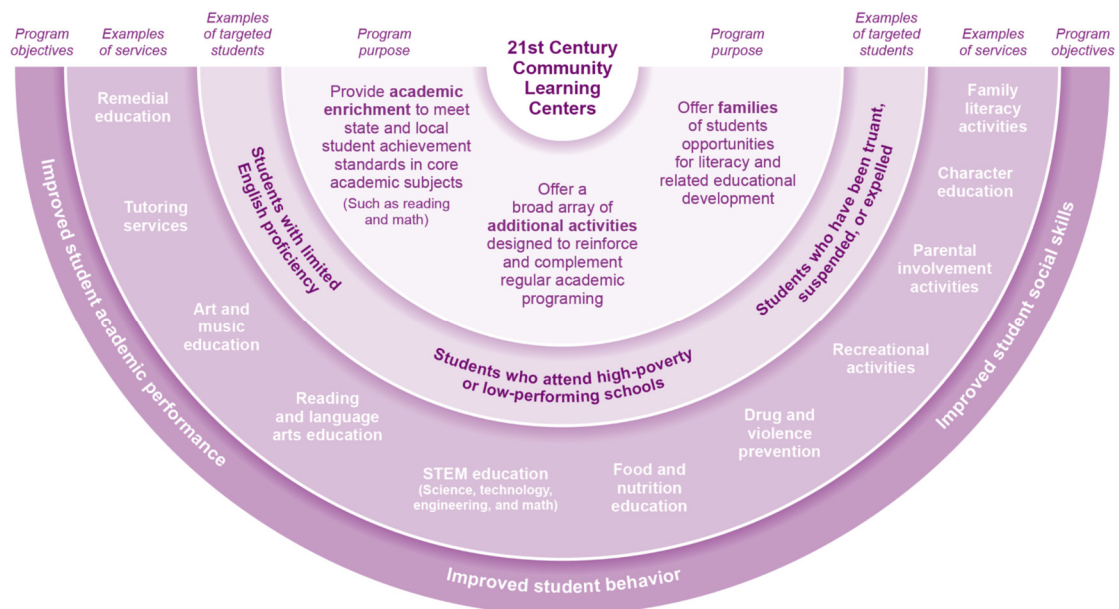 Program
objectives
Examples
of services
Examples
of targeted
students
Program
purpose
21st Century
Community
Learning
Centers
Program
purpose
Examples
of targeted
students
Examples
of services
Program
objectives
Provide academic
enrichment to meet
state and local
student achievement
standards in core
academic subjects
(Such as reading
and math)
Offer a
broad array of
additional activities
designed to reinforce
and complement
regular academic
programing
Offer families
of students
opportunities
for literacy and
related educational
development
Students with limited
English proficiency
Students who attend high-poverty
or low-performing schools
Students who have been truant,
suspended, or expelled
Remedial
education
Tutoring
services
Art and
music
education
Reading
and language
arts education
STEM education
(Science, technology,
engineering, and math)
Food and
nutrition
education
Drug and
violence
prevention
Recreational
activities
Parental
involvement
activities
Character
education
Family
literacy
activities
Improved student academic performance
Improved student behavior
Improved student social skills